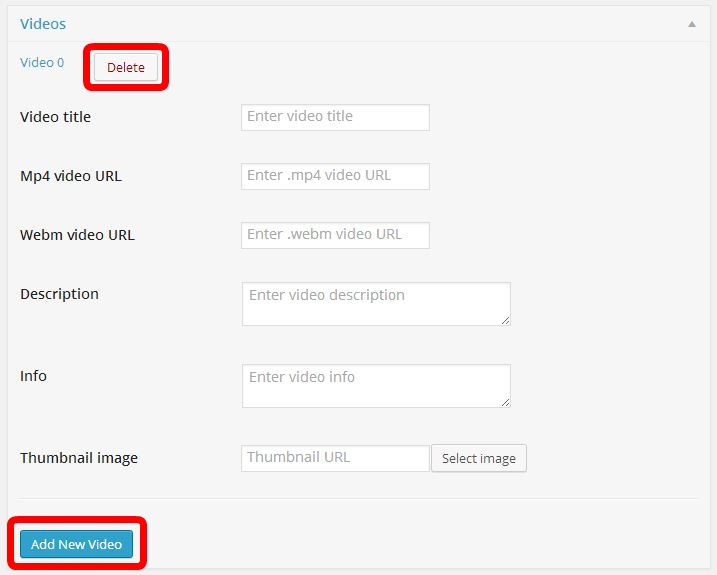 Videos
Video 0 Delete
Video title Enter video title
Mp4 video URL Enter .mp4 video URL
Webm video URL Enter .webm video URL
Description Enter video description
Info Enter video info
Thumbnail image Thumbnail URL Select image
Add New Video